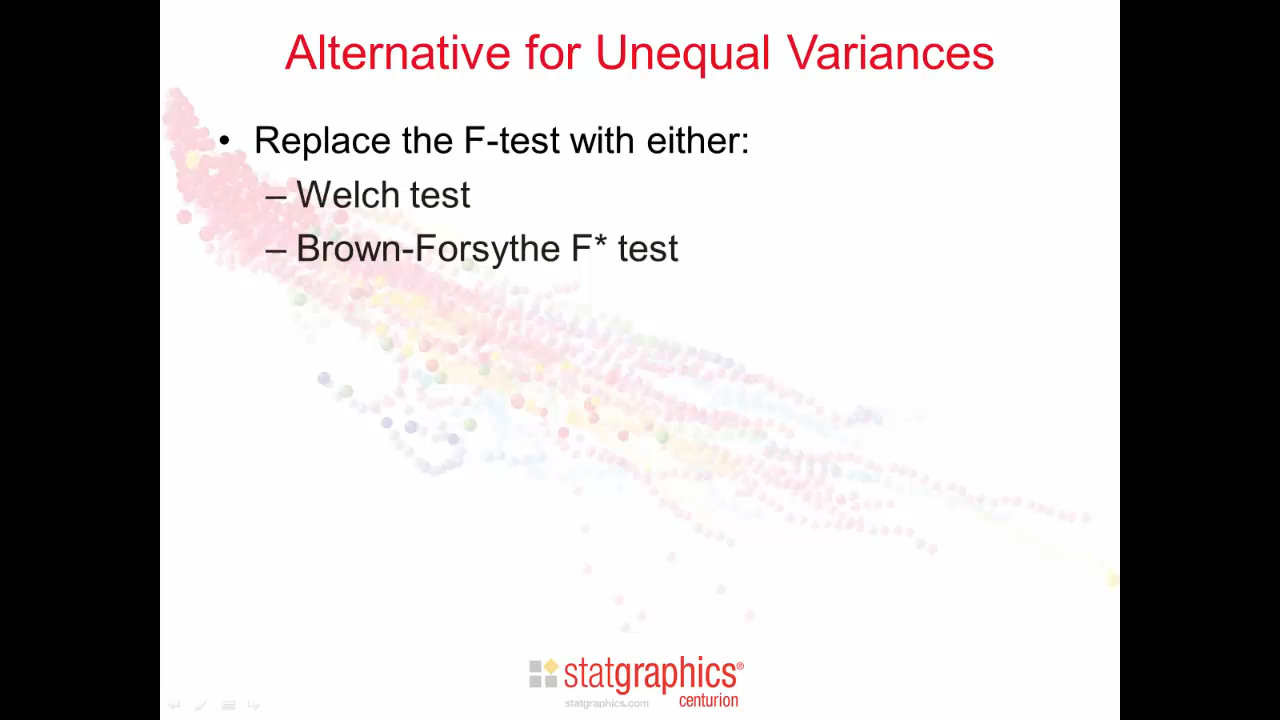 Alternative for Unequal Variances
• Replace the F-test with either:
– Welch test
– Brown-Forsythe F* test
statgraphics®
centurion
statgraphics.com